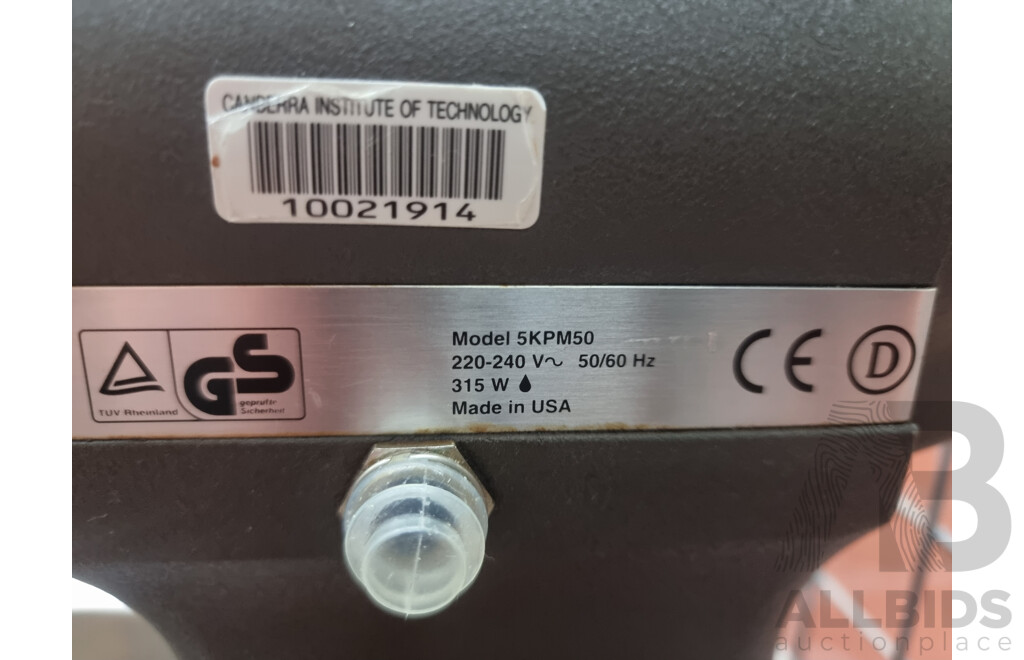 CANBERRA INSTITUTE OF TECHNOLOGY
10021914
TÜV Rheinland
GS
geprüfte
Sicherheit
Model 5KPM50
220-240 V~ 50/60 Hz
315 W
Made in USA
CE
D
AB
ALLBIDS
auctionplace